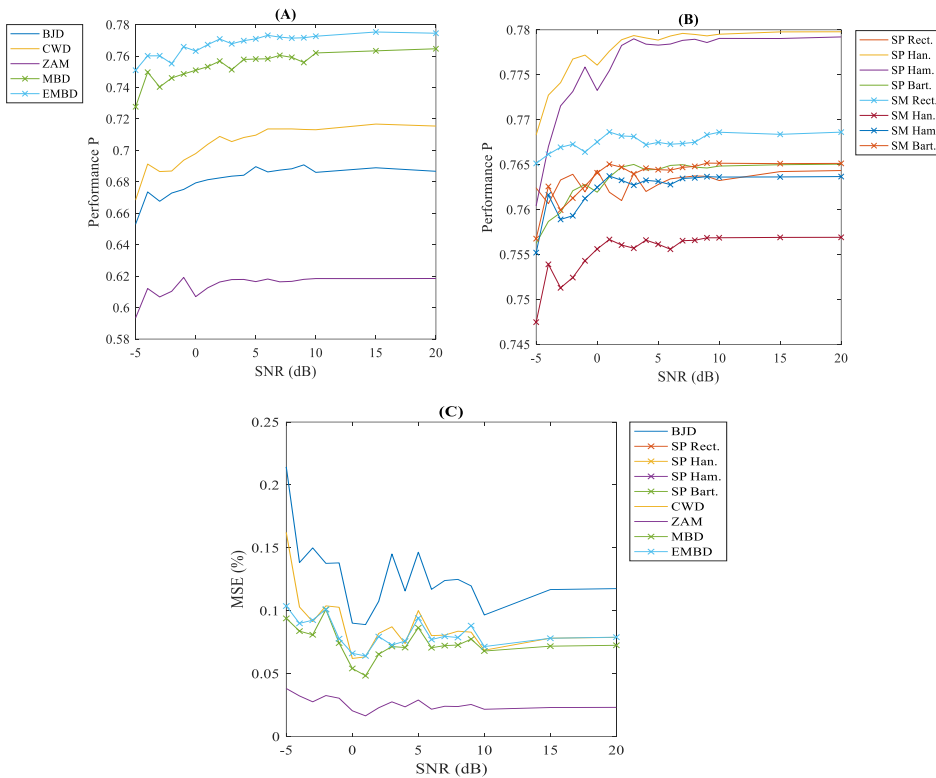 (A)
BJD
CWD
ZAM
MBD
EMBD
0.78
0.76
0.74
0.72
0.7
0.68
0.66
0.64
0.62
0.6
0.58
Performance P
-5
0
5
10
15
20
SNR (dB)
(B)
0.78
0.775
0.77
0.765
0.76
0.755
0.75
0.745
Performance P
-5
0
5
10
15
20
SNR (dB)
SP Rect.
SP Han.
SP Ham.
SP Bart.
SM Rect.
SM Han.
SM Ham
SM Bart.
(C)
0.25
0.2
0.15
0.1
0.05
0
MSE (%)
-5
0
5
10
15
20
SNR (dB)
BJD
SP Rect.
SP Han.
SP Ham.
SP Bart.
CWD
ZAM
MBD
EMBD